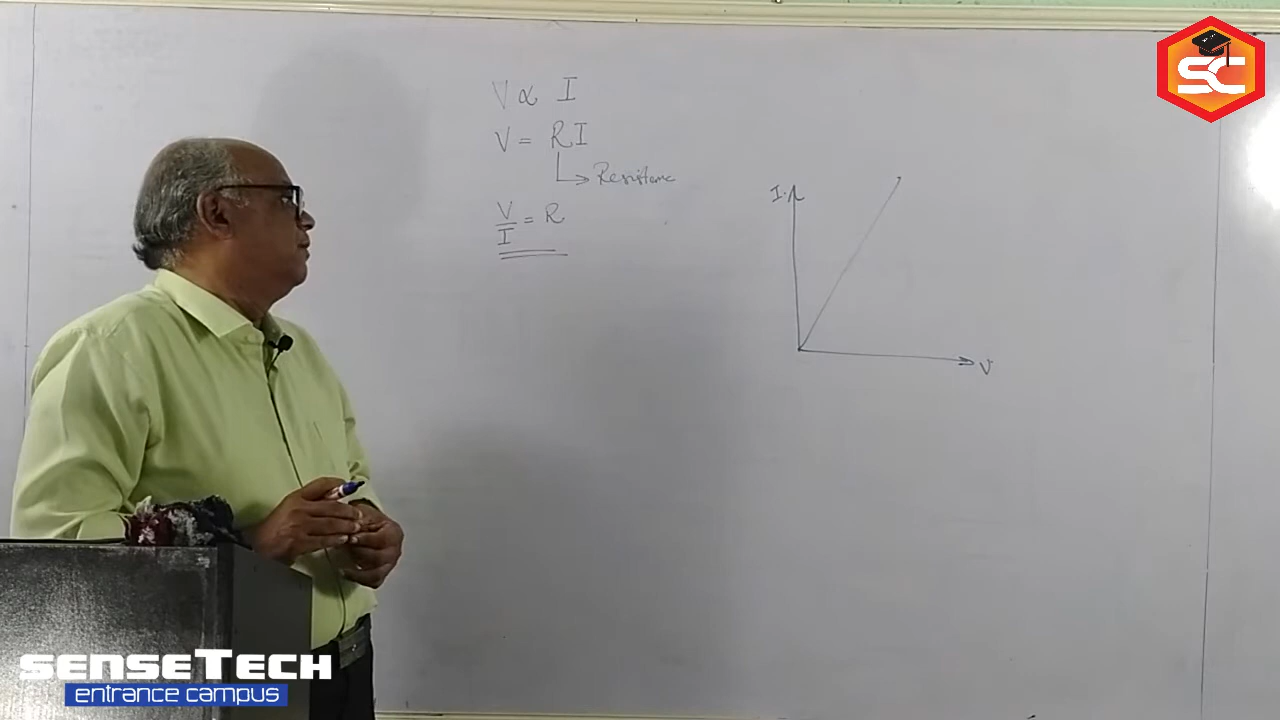 V ∝ I
V = RI
Resistance
V/I = R
I
V
SC
SENSETECH
entrance campus